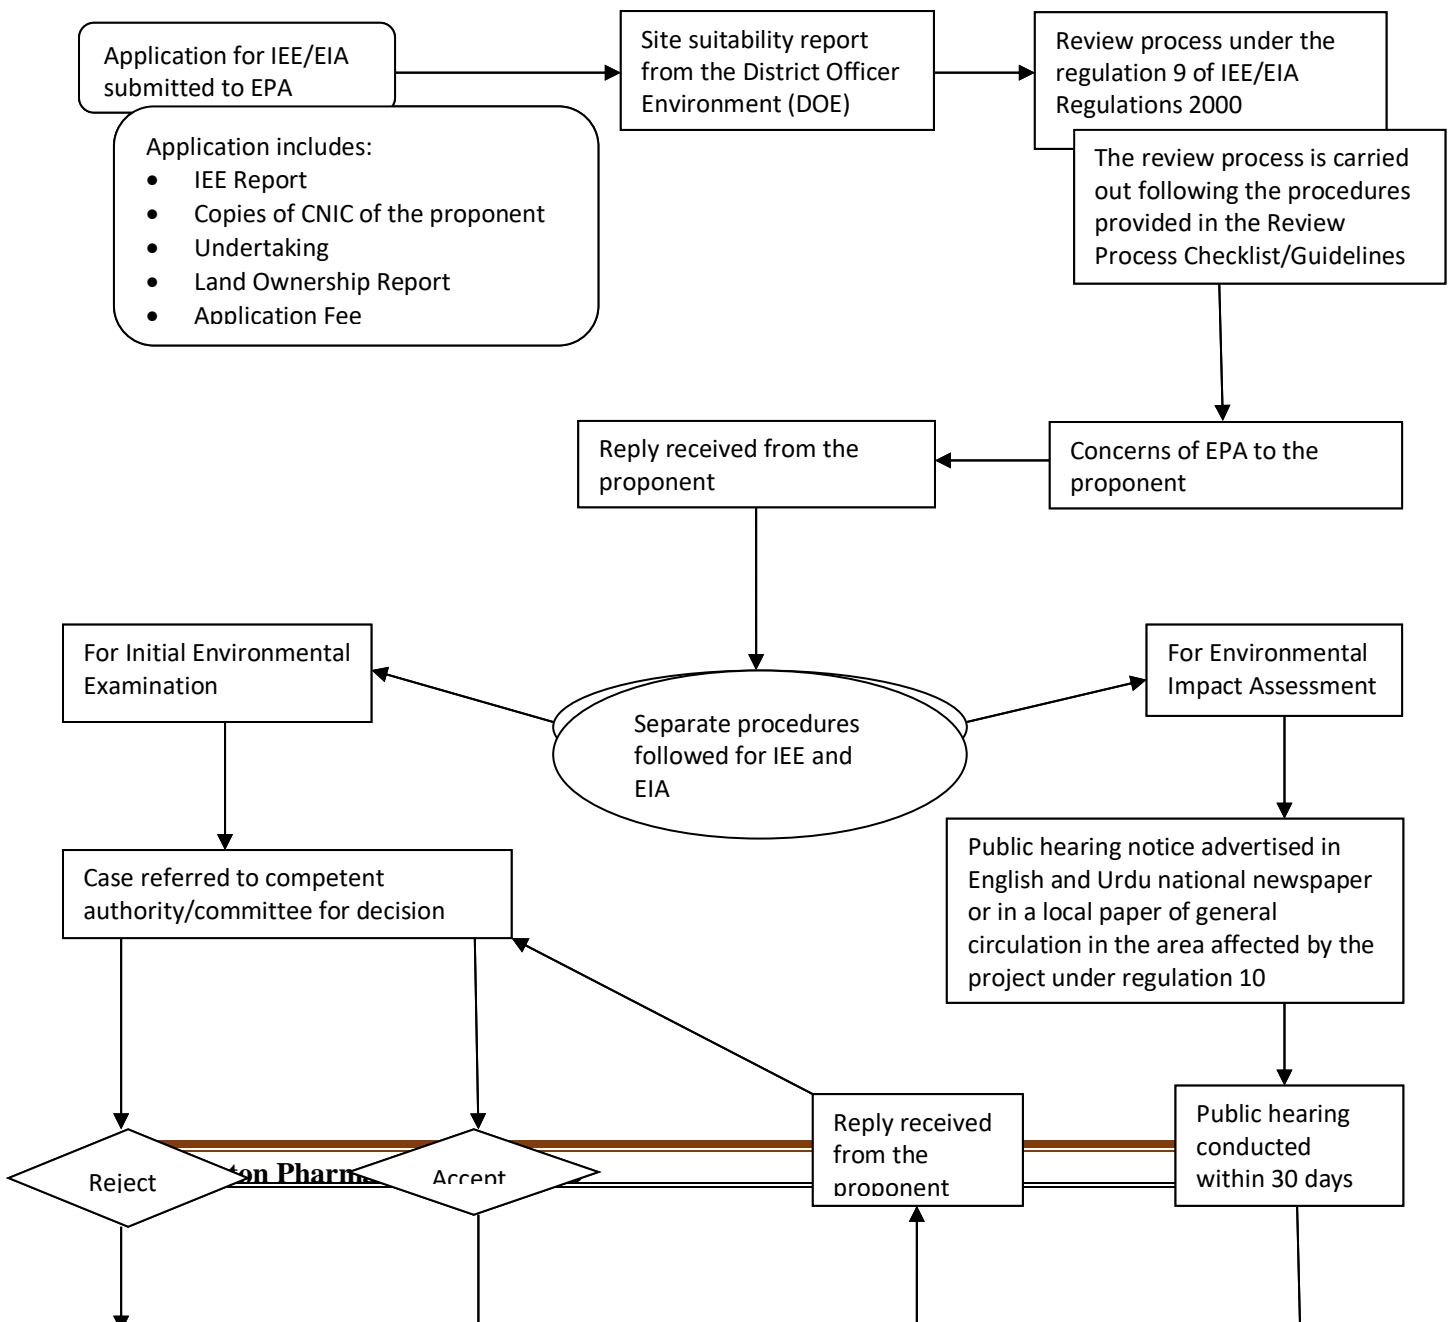 Application for IEE/EIA
submitted to EPA
Site suitability report
from the District Officer
Environment (DOE)
Review process under the
regulation 9 of IEE/EIA
Regulations 2000
Application includes:
• IEE Report
• Copies of CNIC of the proponent
• Undertaking
• Land Ownership Report
• Application Fee
The review process is carried
out following the procedures
provided in the Review
Process Checklist/Guidelines
Concerns of EPA to the
proponent
Reply received from the
proponent
Separate procedures
followed for IEE and
EIA
For Initial Environmental
Examination
For Environmental
Impact Assessment
Case referred to competent
authority/committee for decision
Public hearing notice advertised in
English and Urdu national newspaper
or in a local paper of general
circulation in the area affected by the
project under regulation 10
Public hearing
conducted
within 30 days
Reply received
from the
proponent
Reject
Accept